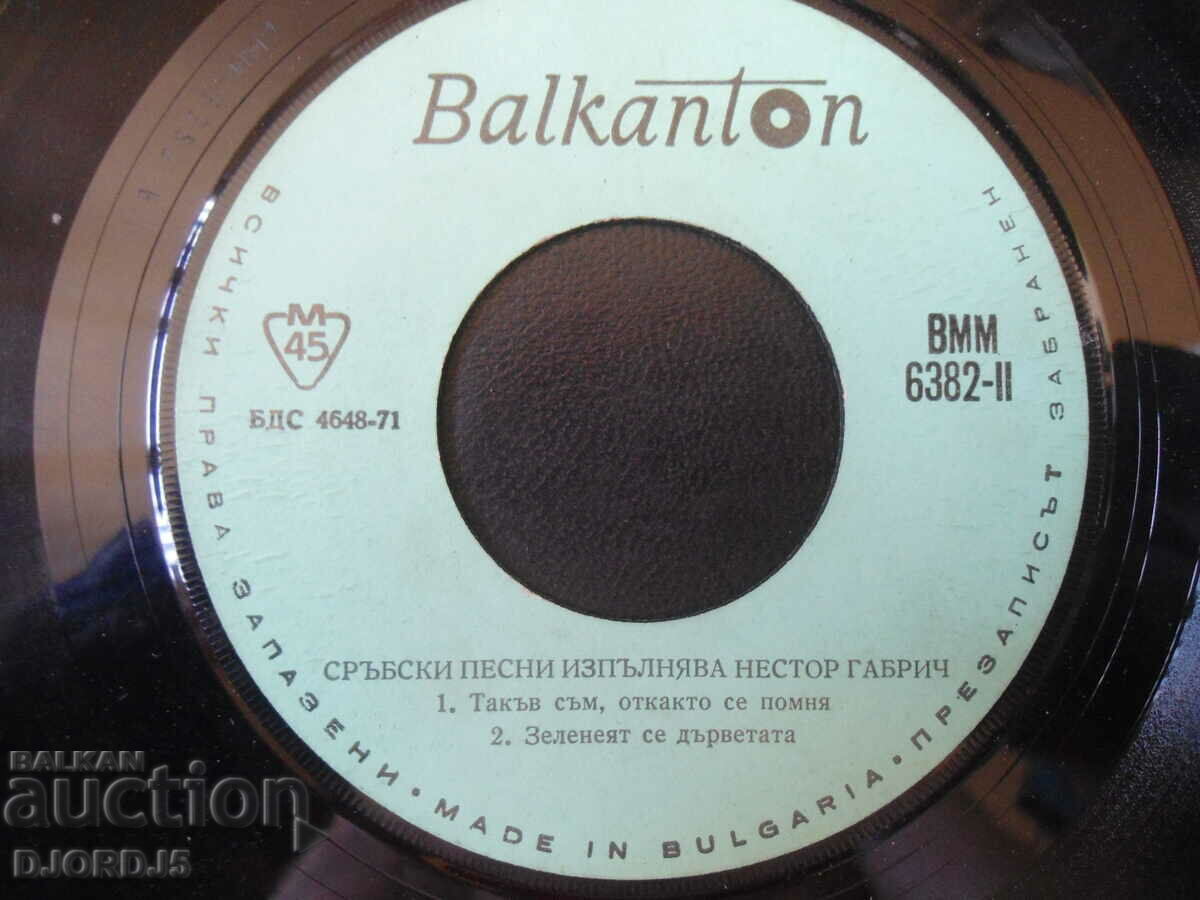 Balkanton
ВСИЧКИ ПРАВА ЗАПАЗЕНИ • MADE IN BULGARIA • ПРЕЗАПИСЪТ ЗАБРАНЕН
М
45
БДС 4648-71
ВММ
6382-II
СРЪБСКИ ПЕСНИ ИЗПЪЛНЯВА НЕСТОР ГАБРИЧ
1. Такъв съм, откакто се помня
2. Зеленеят се дърветата
BALKAN
auction
DJORDJ5